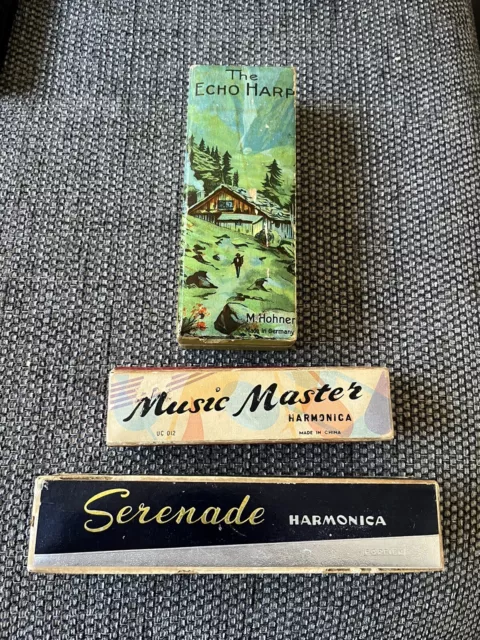 The
ECHO HARP
M. Hohner
Made in Germany
Music Master
HARMONICA
UC 012
MADE IN CHINA
Serenade HARMONICA